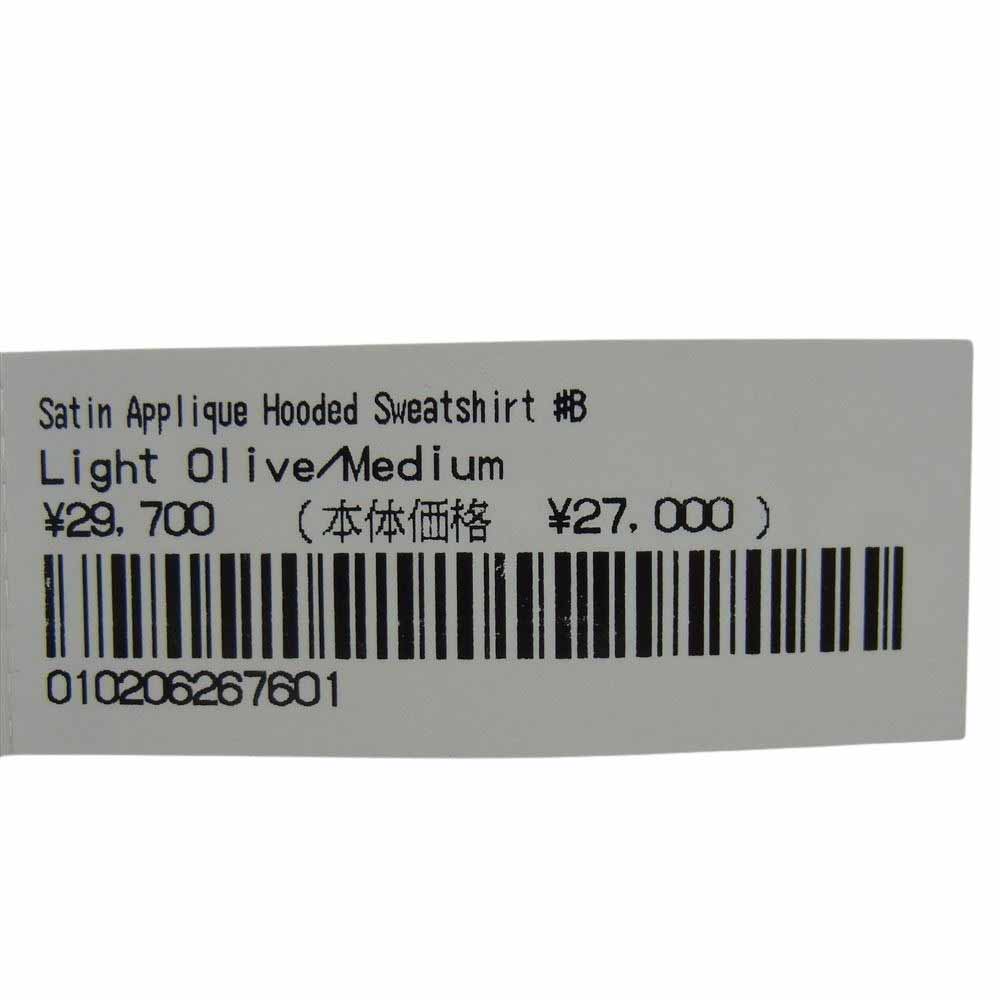 Satin Applique Hooded Sweatshirt #B
Light Olive/Medium
¥29,700 (本体価格 ¥27,000 )
010206267601